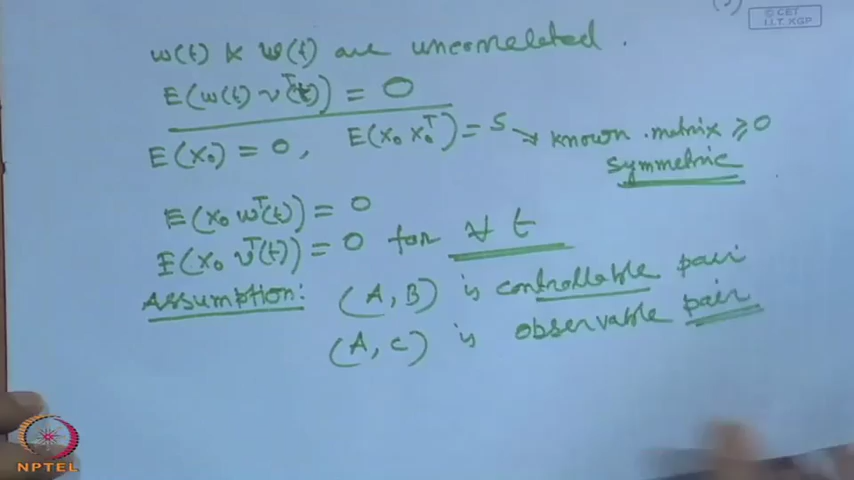 © CET
I.I.T. KGP
w(t) & v(t) are uncorrelated.
E(w(t) vᵀ(t)) = 0
E(x₀) = 0, E(x₀ x₀ᵀ) = S → known matrix ≥ 0
symmetric
E(x₀ wᵀ(t)) = 0
E(x₀ vᵀ(t)) = 0 for ∀ t
Assumption: (A, B) is controllable pair
(A, C) is observable pair
NPTEL